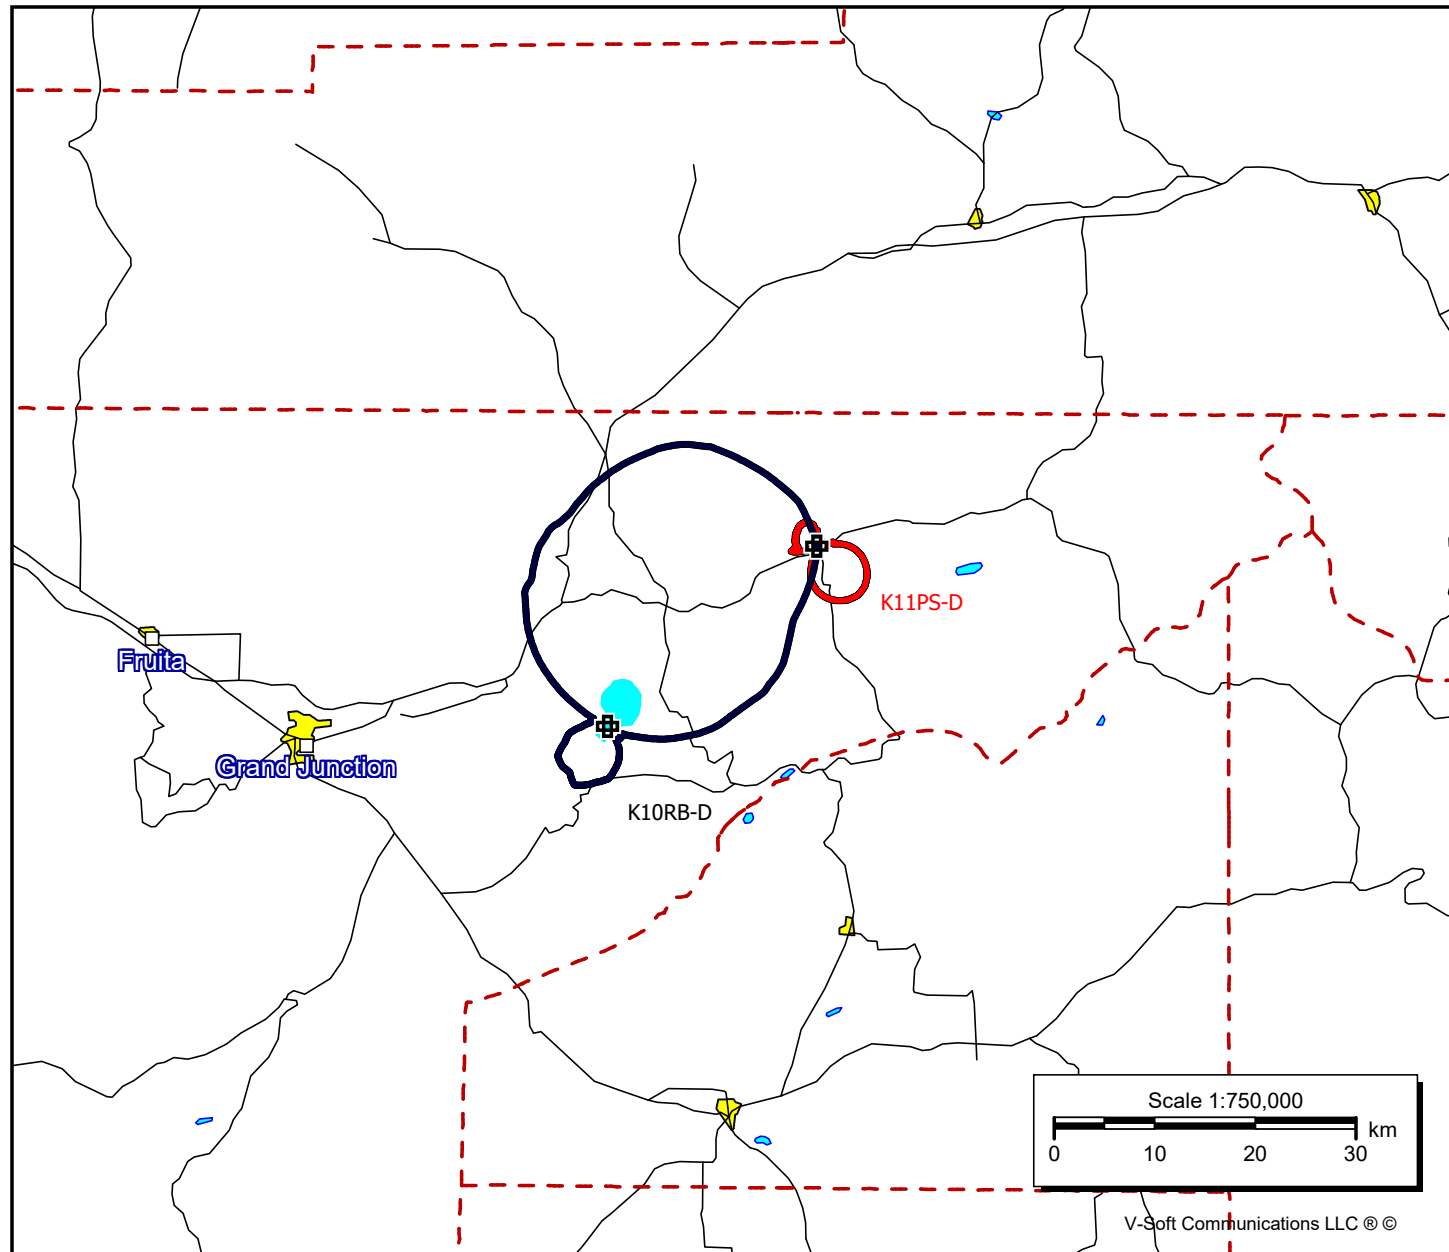 K11PS-D
Fruita
Grand Junction
K10RB-D
Scale 1:750,000
km
0 10 20 30
V-Soft Communications LLC ® ©